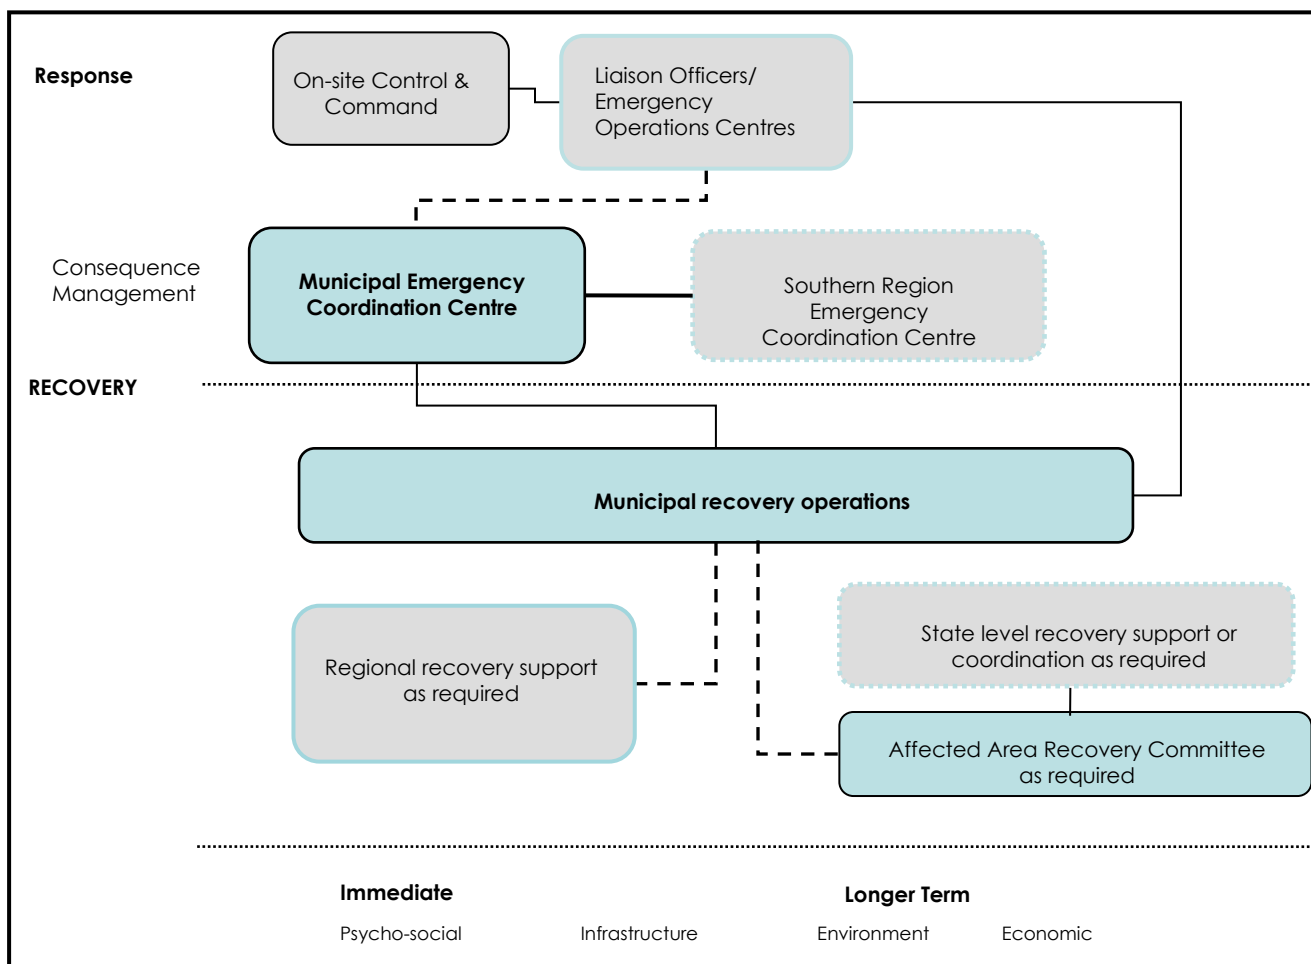 Response
On-site Control &
Command
Liaison Officers/
Emergency
Operations Centres
Consequence
Management
Municipal Emergency
Coordination Centre
Southern Region
Emergency
Coordination Centre
RECOVERY
Municipal recovery operations
Regional recovery support
as required
State level recovery support or
coordination as required
Affected Area Recovery Committee
as required
Immediate
Longer Term
Psycho-social
Infrastructure
Environment
Economic